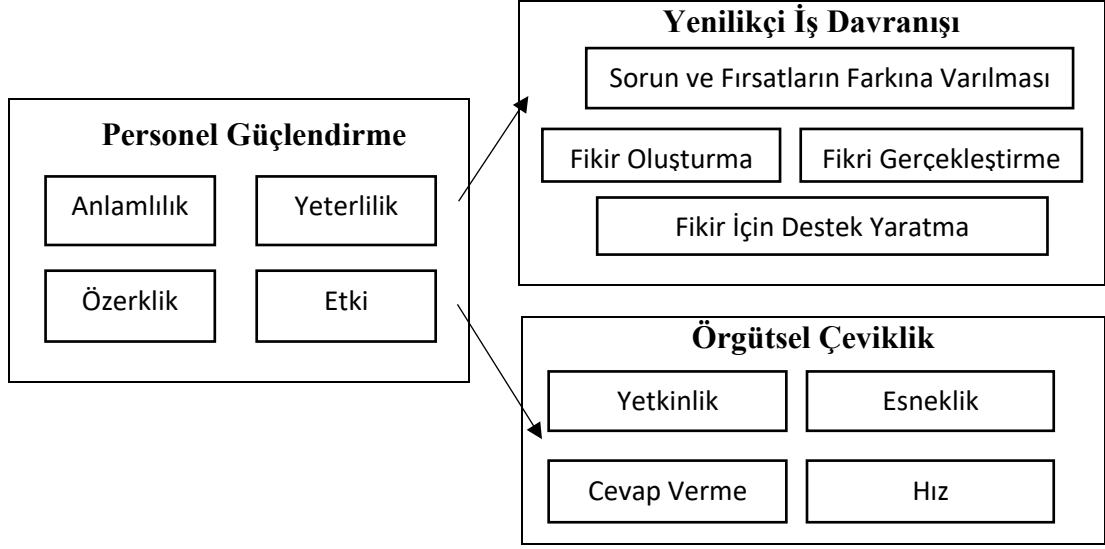 Personel Güçlendirme
Anlamlılık
Yeterlilik
Özerklik
Etki
Yenilikçi İş Davranışı
Sorun ve Fırsatların Farkına Varılması
Fikir Oluşturma
Fikri Gerçekleştirme
Fikir İçin Destek Yaratma
Örgütsel Çeviklik
Yetkinlik
Esneklik
Cevap Verme
Hız